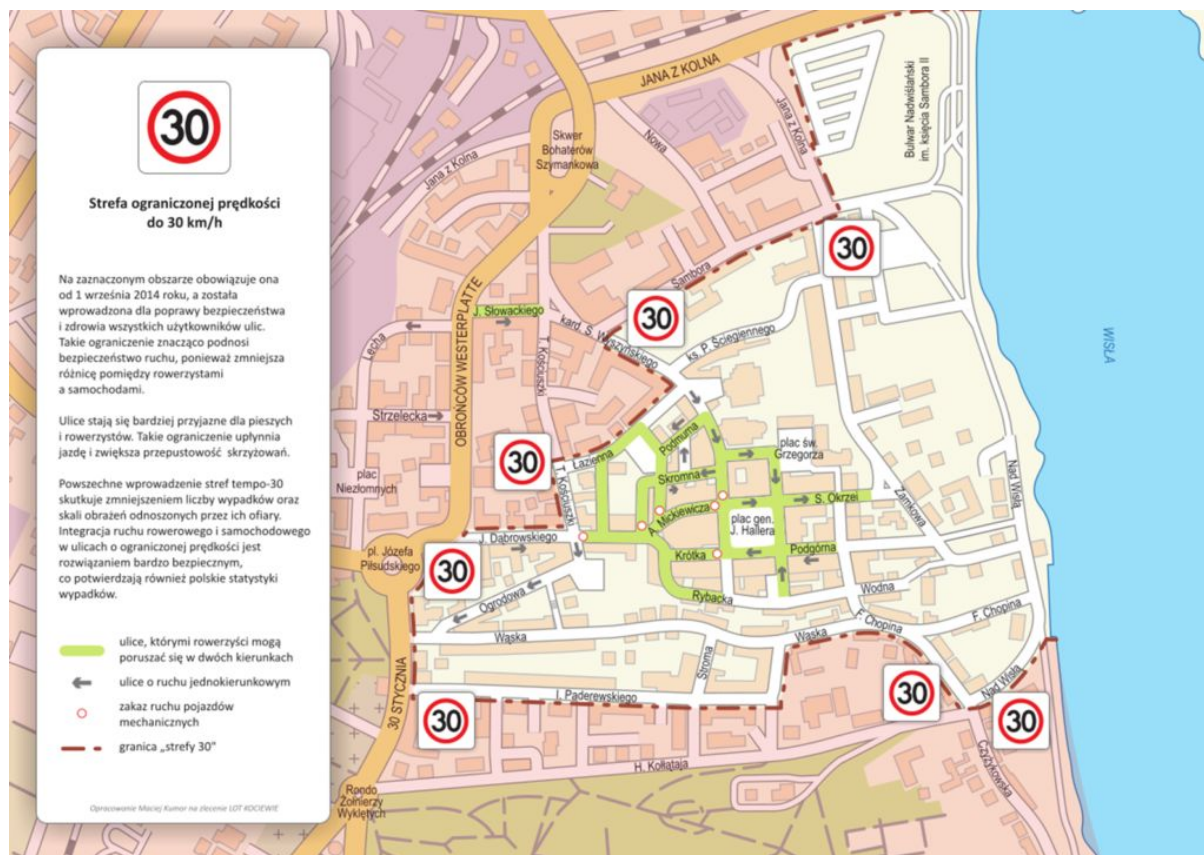 30
Strefa ograniczonej prędkości
do 30 km/h
Na zaznaczonym obszarze obowiązuje ona
od 1 września 2014 roku, a została
wprowadzona dla poprawy bezpieczeństwa
i zdrowia wszystkich użytkowników ulic.
Takie ograniczenie znacząco podnosi
bezpieczeństwo ruchu, ponieważ zmniejsza
różnicę pomiędzy rowerzystami
a samochodami.
Ulice stają się bardziej przyjazne dla pieszych
i rowerzystów. Takie ograniczenie upłynnia
jazdę i zwiększa przepustowość skrzyżowań.
Powszechne wprowadzenie stref tempo-30
skutkuje zmniejszeniem liczby wypadków oraz
skali obrażeń odnoszonych przez ich ofiary.
Integracja ruchu rowerowego i samochodowego
w ulicach o ograniczonej prędkości jest
rozwiązaniem bardzo bezpiecznym,
co potwierdzają również polskie statystyki
wypadków.
ulice, którymi rowerzyści mogą
poruszać się w dwóch kierunkach
ulice o ruchu jednokierunkowym
zakaz ruchu pojazdów
mechanicznych
granica „strefy 30"
Opracowanie Maciej Kumor na zlecenie LOT KOCIEWIE
JANA Z KOLNA
Jana z Kolna
Nowa
Bulwar Nadwiślański
im. księcia Sambora II
Skwer
Bohaterów
Szymankowa
Jana z Kolna
30
Sambora
30
J. Słowackiego
kard. S. Wyszyńskiego
ks. P. Ściegiennego
WISŁA
Lecha
T. Kościuszki
OBROŃCÓW WESTERPLATTE
Strzelecka
30
Łazienna
Podmurna
plac św.
Grzegorza
plac
Niezłomnych
T. Kościuszki
Skromna
Nad Wisłą
A. Mickiewicza
S. Okrzei
Zamkowa
plac gen.
J. Hallera
J. Dąbrowskiego
pl. Józefa
Piłsudskiego
30
Krótka
Podgórna
Ogrodowa
Rybacka
Wodna
F. Chopina
F. Chopina
Wąska
Wąska
Stroma
30 STYCZNIA
I. Paderewskiego
Nad Wisłą
30
30
30
H. Kołłątaja
Czyżykowska
Rondo
Żołnierzy
Wyklętych